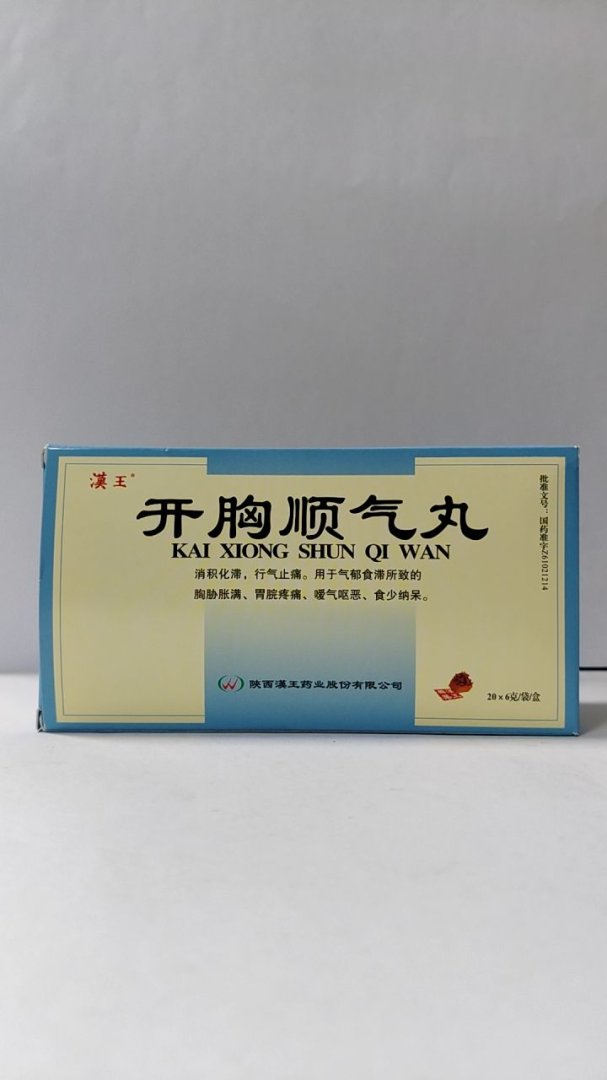 漢王®
开胸顺气丸
KAI XIONG SHUN QI WAN
消积化滞，行气止痛。用于气郁食滞所致的
胸胁胀满、胃脘疼痛、嗳气呕恶、食少纳呆。
批准文号：国药准字Z61021214
陕西漢王药业股份有限公司
20×6克/袋/盒